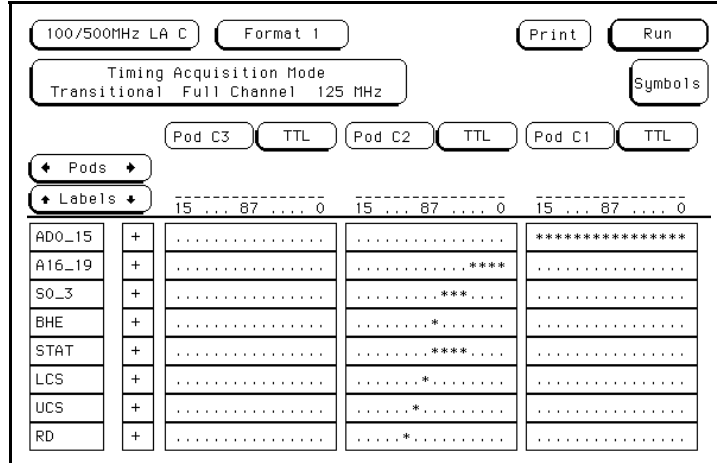 100/500MHz LA C Format 1 Print Run
Timing Acquisition Mode
Transitional Full Channel 125 MHz
Symbols
Pod C3 TTL Pod C2 TTL Pod C1 TTL
← Pods →
↑ Labels ↓
15 ... 87 .... 0 15 ... 87 .... 0 15 ... 87 .... 0
AD0_15 + ................ ................ ****************
A16_19 + ................ ............**** ................
S0_3 + ................ .........***.... ................
BHE + ................ ........*....... ................
STAT + ................ ........****.... ................
LCS + ................ .......*........ ................
UCS + ................ ......*......... ................
RD + ................ .....*.......... ................